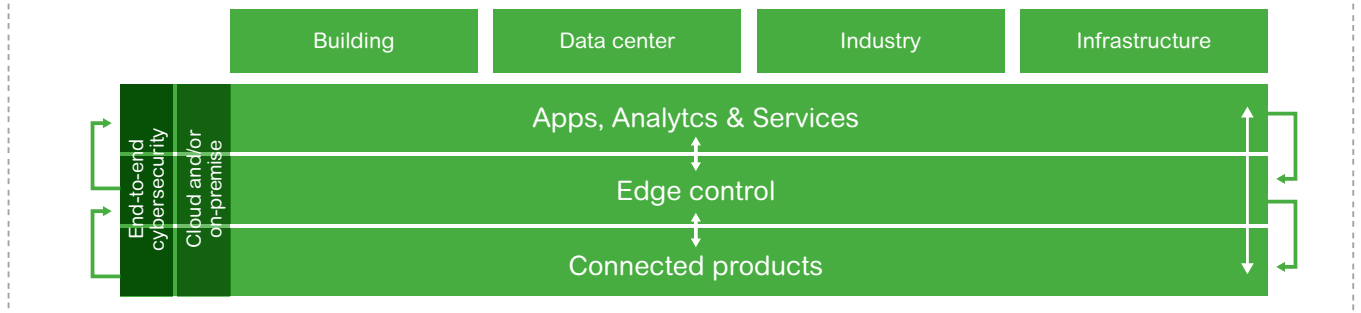 Building
Data center
Industry
Infrastructure
End-to-end
cybersecurity
Cloud and/or
on-premise
Apps, Analytcs & Services
Edge control
Connected products